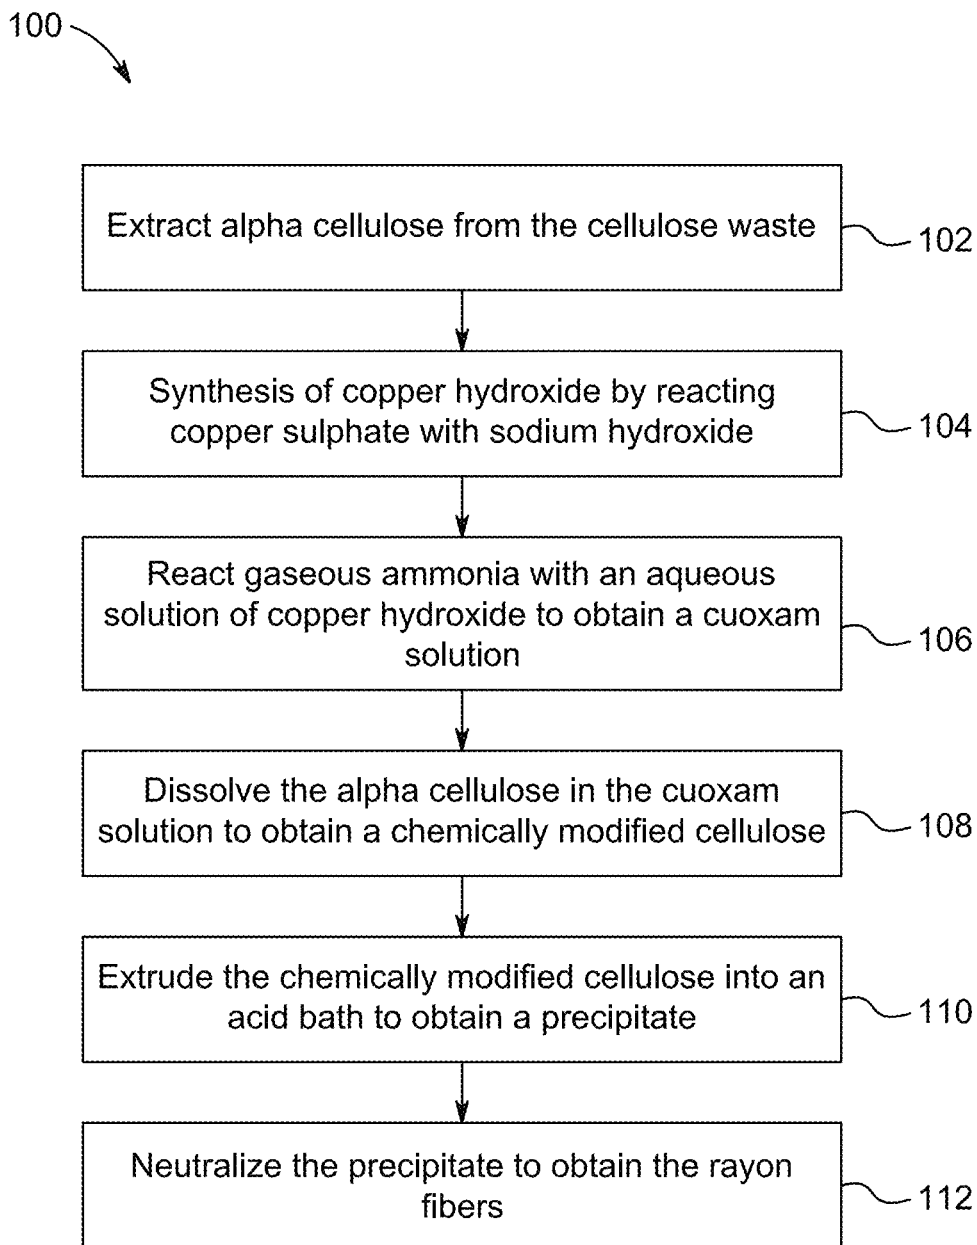 100
Extract alpha cellulose from the cellulose waste
102
Synthesis of copper hydroxide by reacting
copper sulphate with sodium hydroxide
104
React gaseous ammonia with an aqueous
solution of copper hydroxide to obtain a cuoxam
solution
106
Dissolve the alpha cellulose in the cuoxam
solution to obtain a chemically modified cellulose
108
Extrude the chemically modified cellulose into an
acid bath to obtain a precipitate
110
Neutralize the precipitate to obtain the rayon
fibers
112